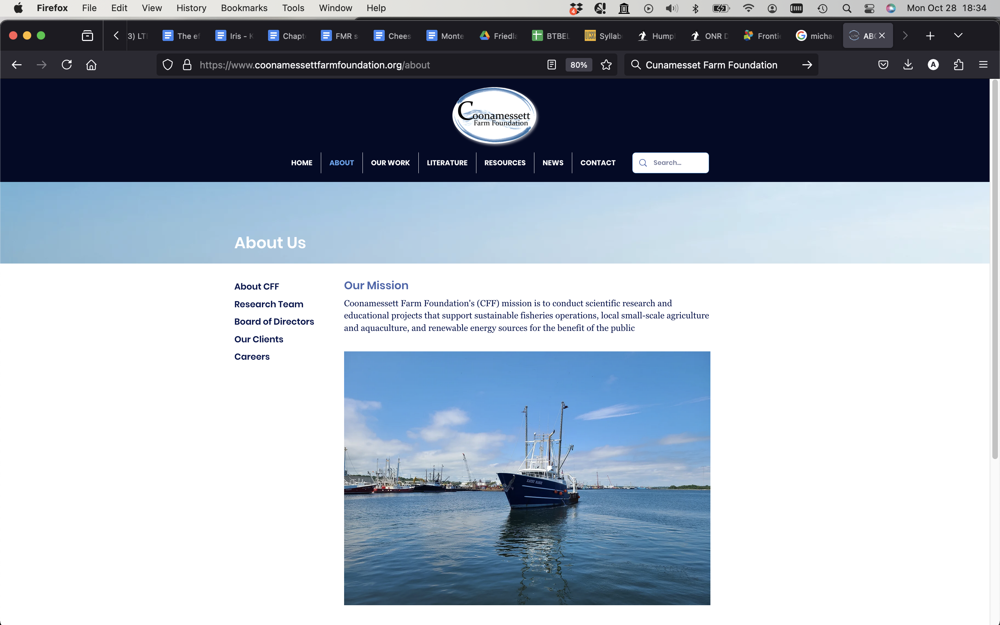 Firefox File Edit View History Bookmarks Tools Window Help 4 Mon Oct 28 18:34
3) LT The ef Iris - K Chapt FMR s Chees Monte Friedla BTBEL UCSC Syllab Hump ONR D Fronti micha ABO
https://www.coonamessettfarmfoundation.org/about 80% Cunamesset Farm Foundation A
Coonamessett
Farm Foundation
HOME ABOUT OUR WORK LITERATURE RESOURCES NEWS CONTACT Search...
About Us
About CFF
Research Team
Board of Directors
Our Clients
Careers
Our Mission
Coonamessett Farm Foundation's (CFF) mission is to conduct scientific research and
educational projects that support sustainable fisheries operations, local small-scale agriculture
and aquaculture, and renewable energy sources for the benefit of the public
KATHY MARIE